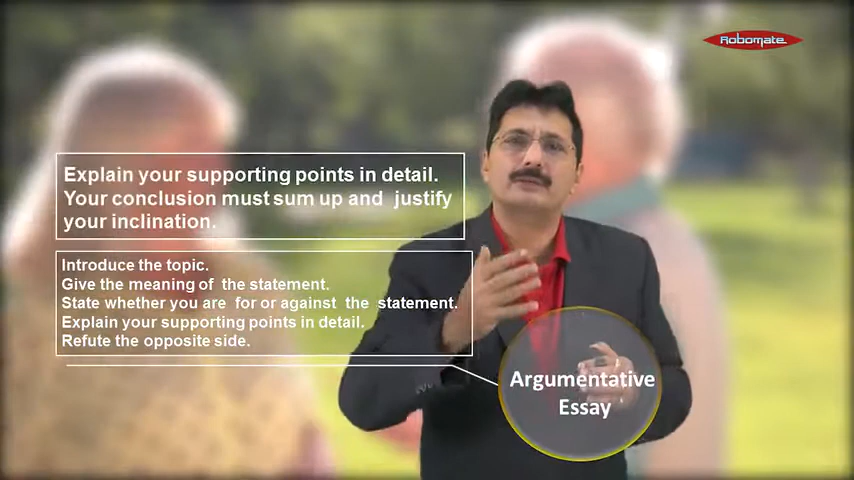 Robomate
Explain your supporting points in detail.
Your conclusion must sum up and justify
your inclination.
Introduce the topic.
Give the meaning of the statement.
State whether you are for or against the statement.
Explain your supporting points in detail.
Refute the opposite side.
Argumentative
Essay